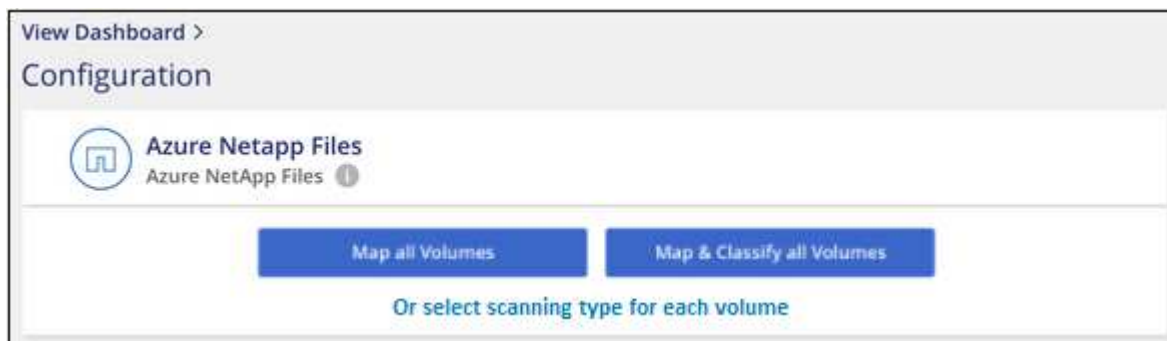 View Dashboard >
Configuration
Azure Netapp Files
Azure NetApp Files i
Map all Volumes
Map & Classify all Volumes
Or select scanning type for each volume